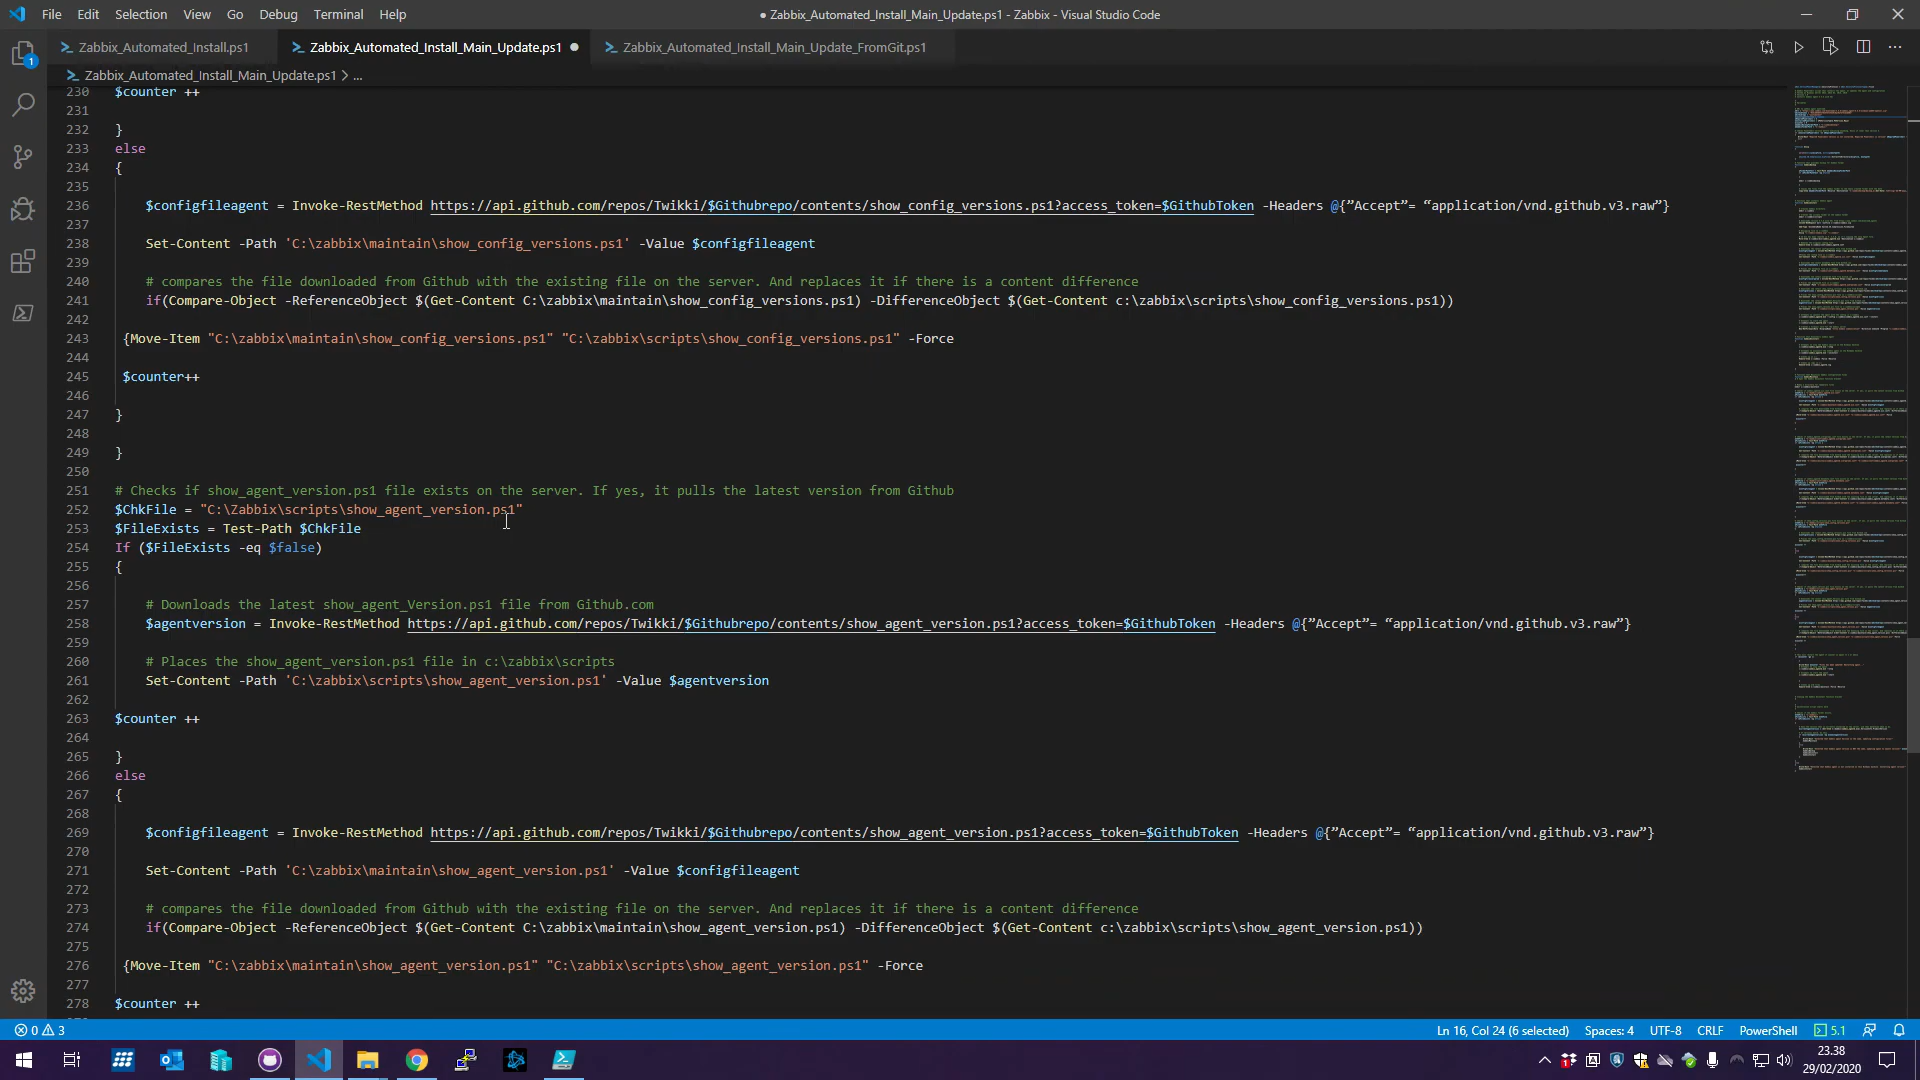 File Edit Selection View Go Debug Terminal Help
● Zabbix_Automated_Install_Main_Update.ps1 - Zabbix - Visual Studio Code
Zabbix_Automated_Install.ps1
Zabbix_Automated_Install_Main_Update.ps1 ●
Zabbix_Automated_Install_Main_Update_FromGit.ps1
Zabbix_Automated_Install_Main_Update.ps1 > ...
1
230 $counter ++
231
232 }
233 else
234 {
235
236 $configfileagent = Invoke-RestMethod https://api.github.com/repos/Twikki/$Githubrepo/contents/show_config_versions.ps1?access_token=$GithubToken -Headers @{”Accept”= “application/vnd.github.v3.raw”}
237
238 Set-Content -Path 'C:\zabbix\maintain\show_config_versions.ps1' -Value $configfileagent
239
240 # compares the file downloaded from Github with the existing file on the server. And replaces it if there is a content difference
241 if(Compare-Object -ReferenceObject $(Get-Content C:\zabbix\maintain\show_config_versions.ps1) -DifferenceObject $(Get-Content c:\zabbix\scripts\show_config_versions.ps1))
242
243 {Move-Item "C:\zabbix\maintain\show_config_versions.ps1" "C:\zabbix\scripts\show_config_versions.ps1" -Force
244
245 $counter++
246
247 }
248
249 }
250
251 # Checks if show_agent_version.ps1 file exists on the server. If yes, it pulls the latest version from Github
252 $ChkFile = "C:\Zabbix\scripts\show_agent_version.ps1"
253 $FileExists = Test-Path $ChkFile
254 If ($FileExists -eq $false)
255 {
256
257 # Downloads the latest show_agent_Version.ps1 file from Github.com
258 $agentversion = Invoke-RestMethod https://api.github.com/repos/Twikki/$Githubrepo/contents/show_agent_version.ps1?access_token=$GithubToken -Headers @{”Accept”= “application/vnd.github.v3.raw”}
259
260 # Places the show_agent_version.ps1 file in c:\zabbix\scripts
261 Set-Content -Path 'C:\zabbix\scripts\show_agent_version.ps1' -Value $agentversion
262
263 $counter ++
264
265 }
266 else
267 {
268
269 $configfileagent = Invoke-RestMethod https://api.github.com/repos/Twikki/$Githubrepo/contents/show_agent_version.ps1?access_token=$GithubToken -Headers @{”Accept”= “application/vnd.github.v3.raw”}
270
271 Set-Content -Path 'C:\zabbix\maintain\show_agent_version.ps1' -Value $configfileagent
272
273 # compares the file downloaded from Github with the existing file on the server. And replaces it if there is a content difference
274 if(Compare-Object -ReferenceObject $(Get-Content C:\zabbix\maintain\show_agent_version.ps1) -DifferenceObject $(Get-Content c:\zabbix\scripts\show_agent_version.ps1))
275
276 {Move-Item "C:\zabbix\maintain\show_agent_version.ps1" "C:\zabbix\scripts\show_agent_version.ps1" -Force
277
278 $counter ++
0 3
Ln 16, Col 24 (6 selected) Spaces: 4 UTF-8 CRLF PowerShell 5.1
23.38
29/02/2020